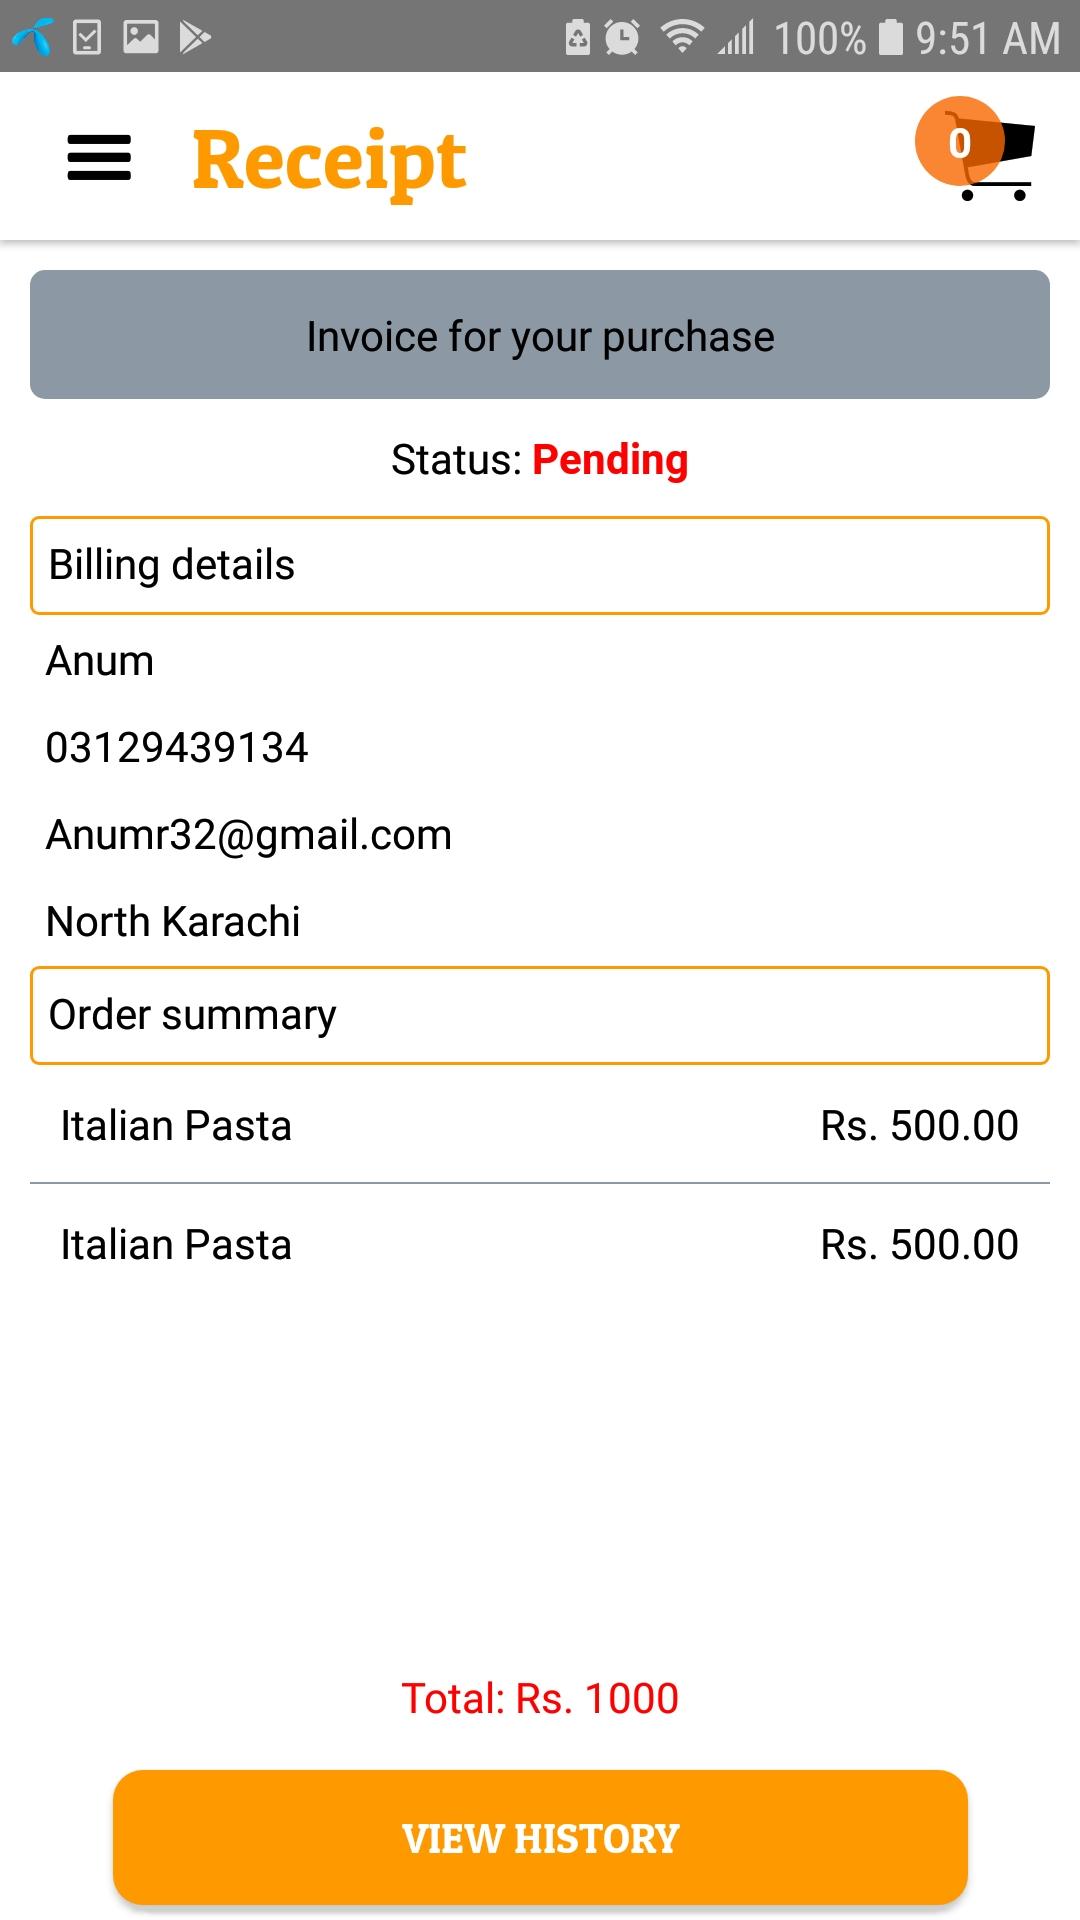 100% 9:51 AM
Receipt
0
Invoice for your purchase
Status: Pending
Billing details
Anum
03129439134
Anumr32@gmail.com
North Karachi
Order summary
Italian Pasta Rs. 500.00
Italian Pasta Rs. 500.00
Total: Rs. 1000
VIEW HISTORY